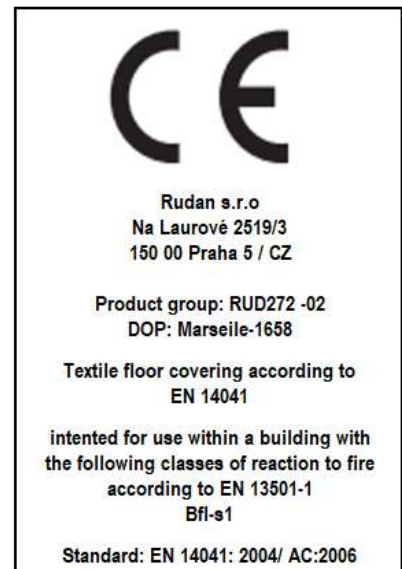 CE
Rudan s.r.o
Na Laurové 2519/3
150 00 Praha 5 / CZ
Product group: RUD272 -02
DOP: Marseile-1658
Textile floor covering according to
EN 14041
intented for use within a building with
the following classes of reaction to fire
according to EN 13501-1
Bfl-s1
Standard: EN 14041: 2004/ AC:2006